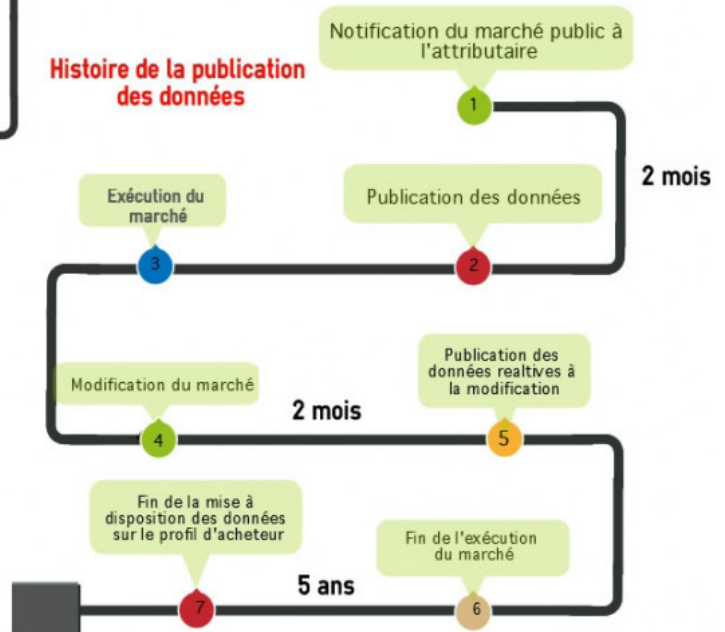 Histoire de la publication
des données
Notification du marché public à
l'attributaire
1
2 mois
Publication des données
2
Exécution du
marché
3
Modification du marché
4
2 mois
Publication des
données realtives à
la modification
5
Fin de l'exécution
du marché
6
5 ans
Fin de la mise à
disposition des données
sur le profil d'acheteur
7